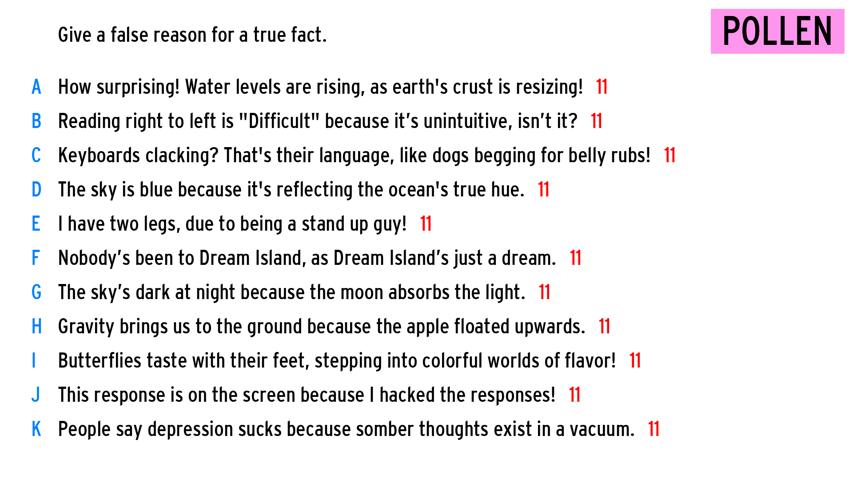 Give a false reason for a true fact.
POLLEN
A How surprising! Water levels are rising, as earth's crust is resizing! 11
B Reading right to left is "Difficult" because it’s unintuitive, isn’t it? 11
C Keyboards clacking? That's their language, like dogs begging for belly rubs! 11
D The sky is blue because it's reflecting the ocean's true hue. 11
E I have two legs, due to being a stand up guy! 11
F Nobody’s been to Dream Island, as Dream Island’s just a dream. 11
G The sky’s dark at night because the moon absorbs the light. 11
H Gravity brings us to the ground because the apple floated upwards. 11
I Butterflies taste with their feet, stepping into colorful worlds of flavor! 11
J This response is on the screen because I hacked the responses! 11
K People say depression sucks because somber thoughts exist in a vacuum. 11